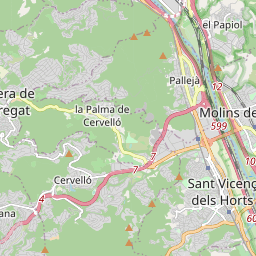 el Papiol
Pallejà
12
era de
regat
la Palma de
Cervelló
Molins de
599
7
7
Cervelló
4
Sant Vicenç
dels Horts
ana
10
60